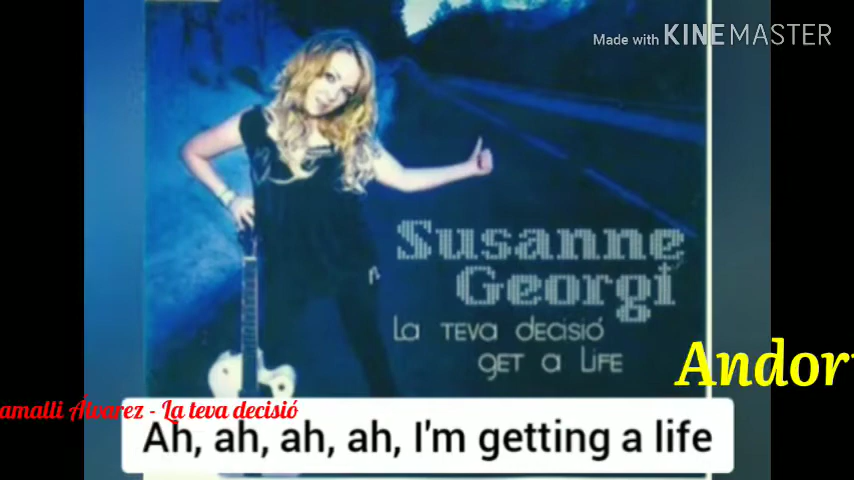 Made with KINEMASTER
Susanne
Georgi
La teva decisió
get a life
Andor
amalli Álvarez - La teva decisió
Ah, ah, ah, ah, I'm getting a life